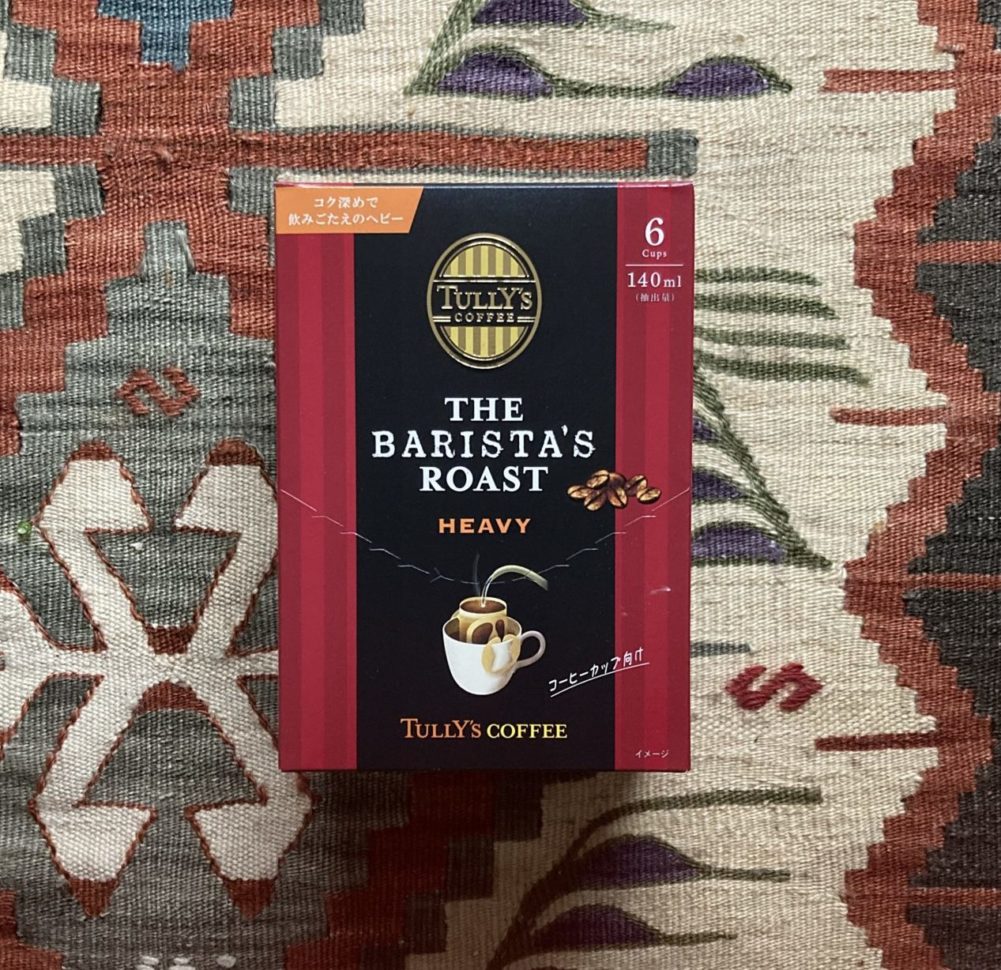 コク深めで
飲みごたえのヘビー
6
Cups
140ml
(抽出量)
TULLY'S
COFFEE
THE
BARISTA'S
ROAST
HEAVY
コーヒーカップ向け
TULLY'S COFFEE
イメージ